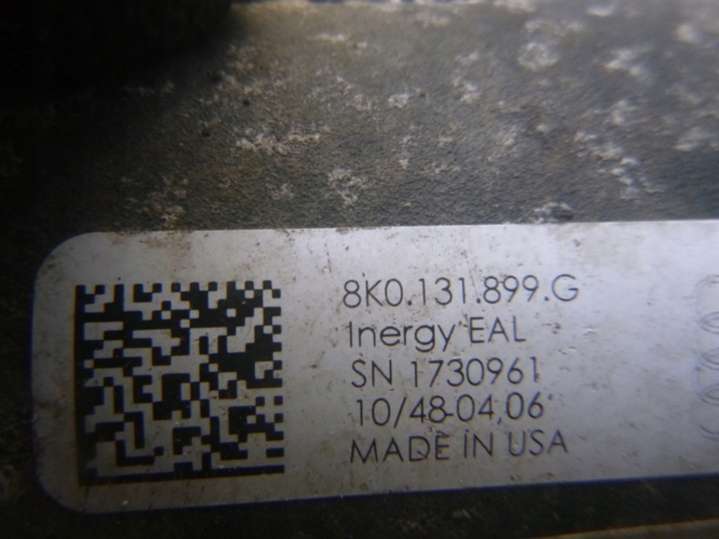 8K0.131.899.G
Inergy EAL
SN 1730961
10/48-04,06
MADE IN USA